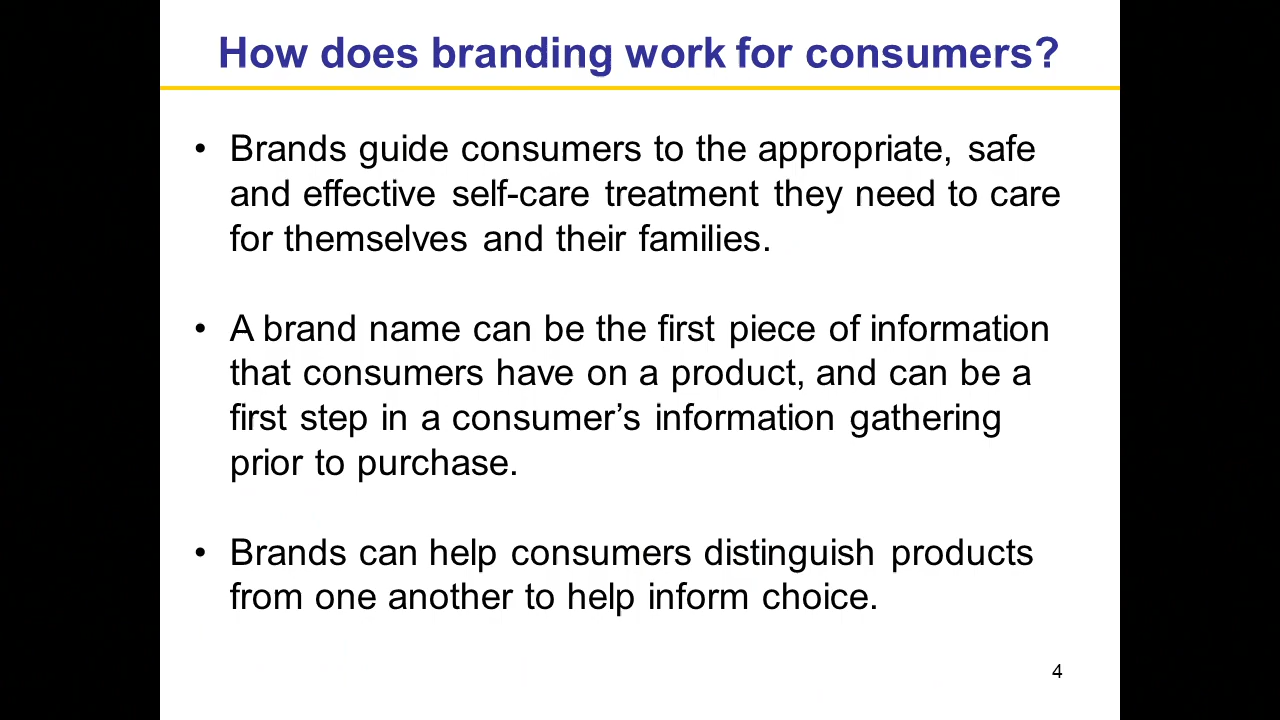 How does branding work for consumers?
• Brands guide consumers to the appropriate, safe
and effective self-care treatment they need to care
for themselves and their families.
• A brand name can be the first piece of information
that consumers have on a product, and can be a
first step in a consumer’s information gathering
prior to purchase.
• Brands can help consumers distinguish products
from one another to help inform choice.
4